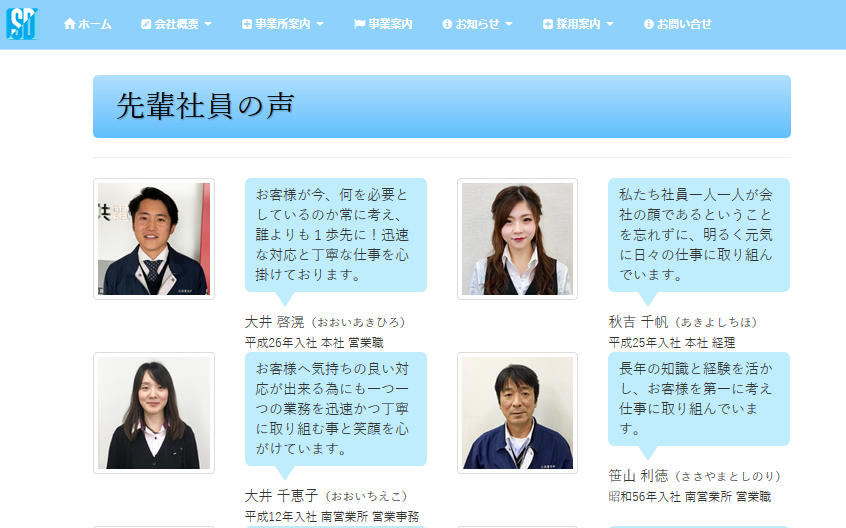 SD
ホーム
会社概要
事業所案内
事業案内
お知らせ
採用案内
お問い合せ
先輩社員の声
お客様が今、何を必要と
しているのか常に考え、
誰よりも１歩先に！迅速
な対応と丁寧な仕事を心
掛けております。
大井 啓滉（おおいあきひろ）
平成26年入社 本社 営業職
私たち社員一人一人が会
社の顔であるということ
を忘れずに、明るく元気
に日々の仕事に取り組ん
でいます。
秋吉 千帆（あきよしちほ）
平成25年入社 本社 経理
お客様へ気持ちの良い対
応が出来る為にも一つ一
つの業務を迅速かつ丁寧
に取り組む事と笑顔を心
がけています。
大井 千恵子（おおいちえこ）
平成12年入社 南営業所 営業事務
長年の知識と経験を活か
し、お客様を第一に考え
仕事に取り組んでいま
す。
笹山 利徳（ささやまとしのり）
昭和56年入社 南営業所 営業職